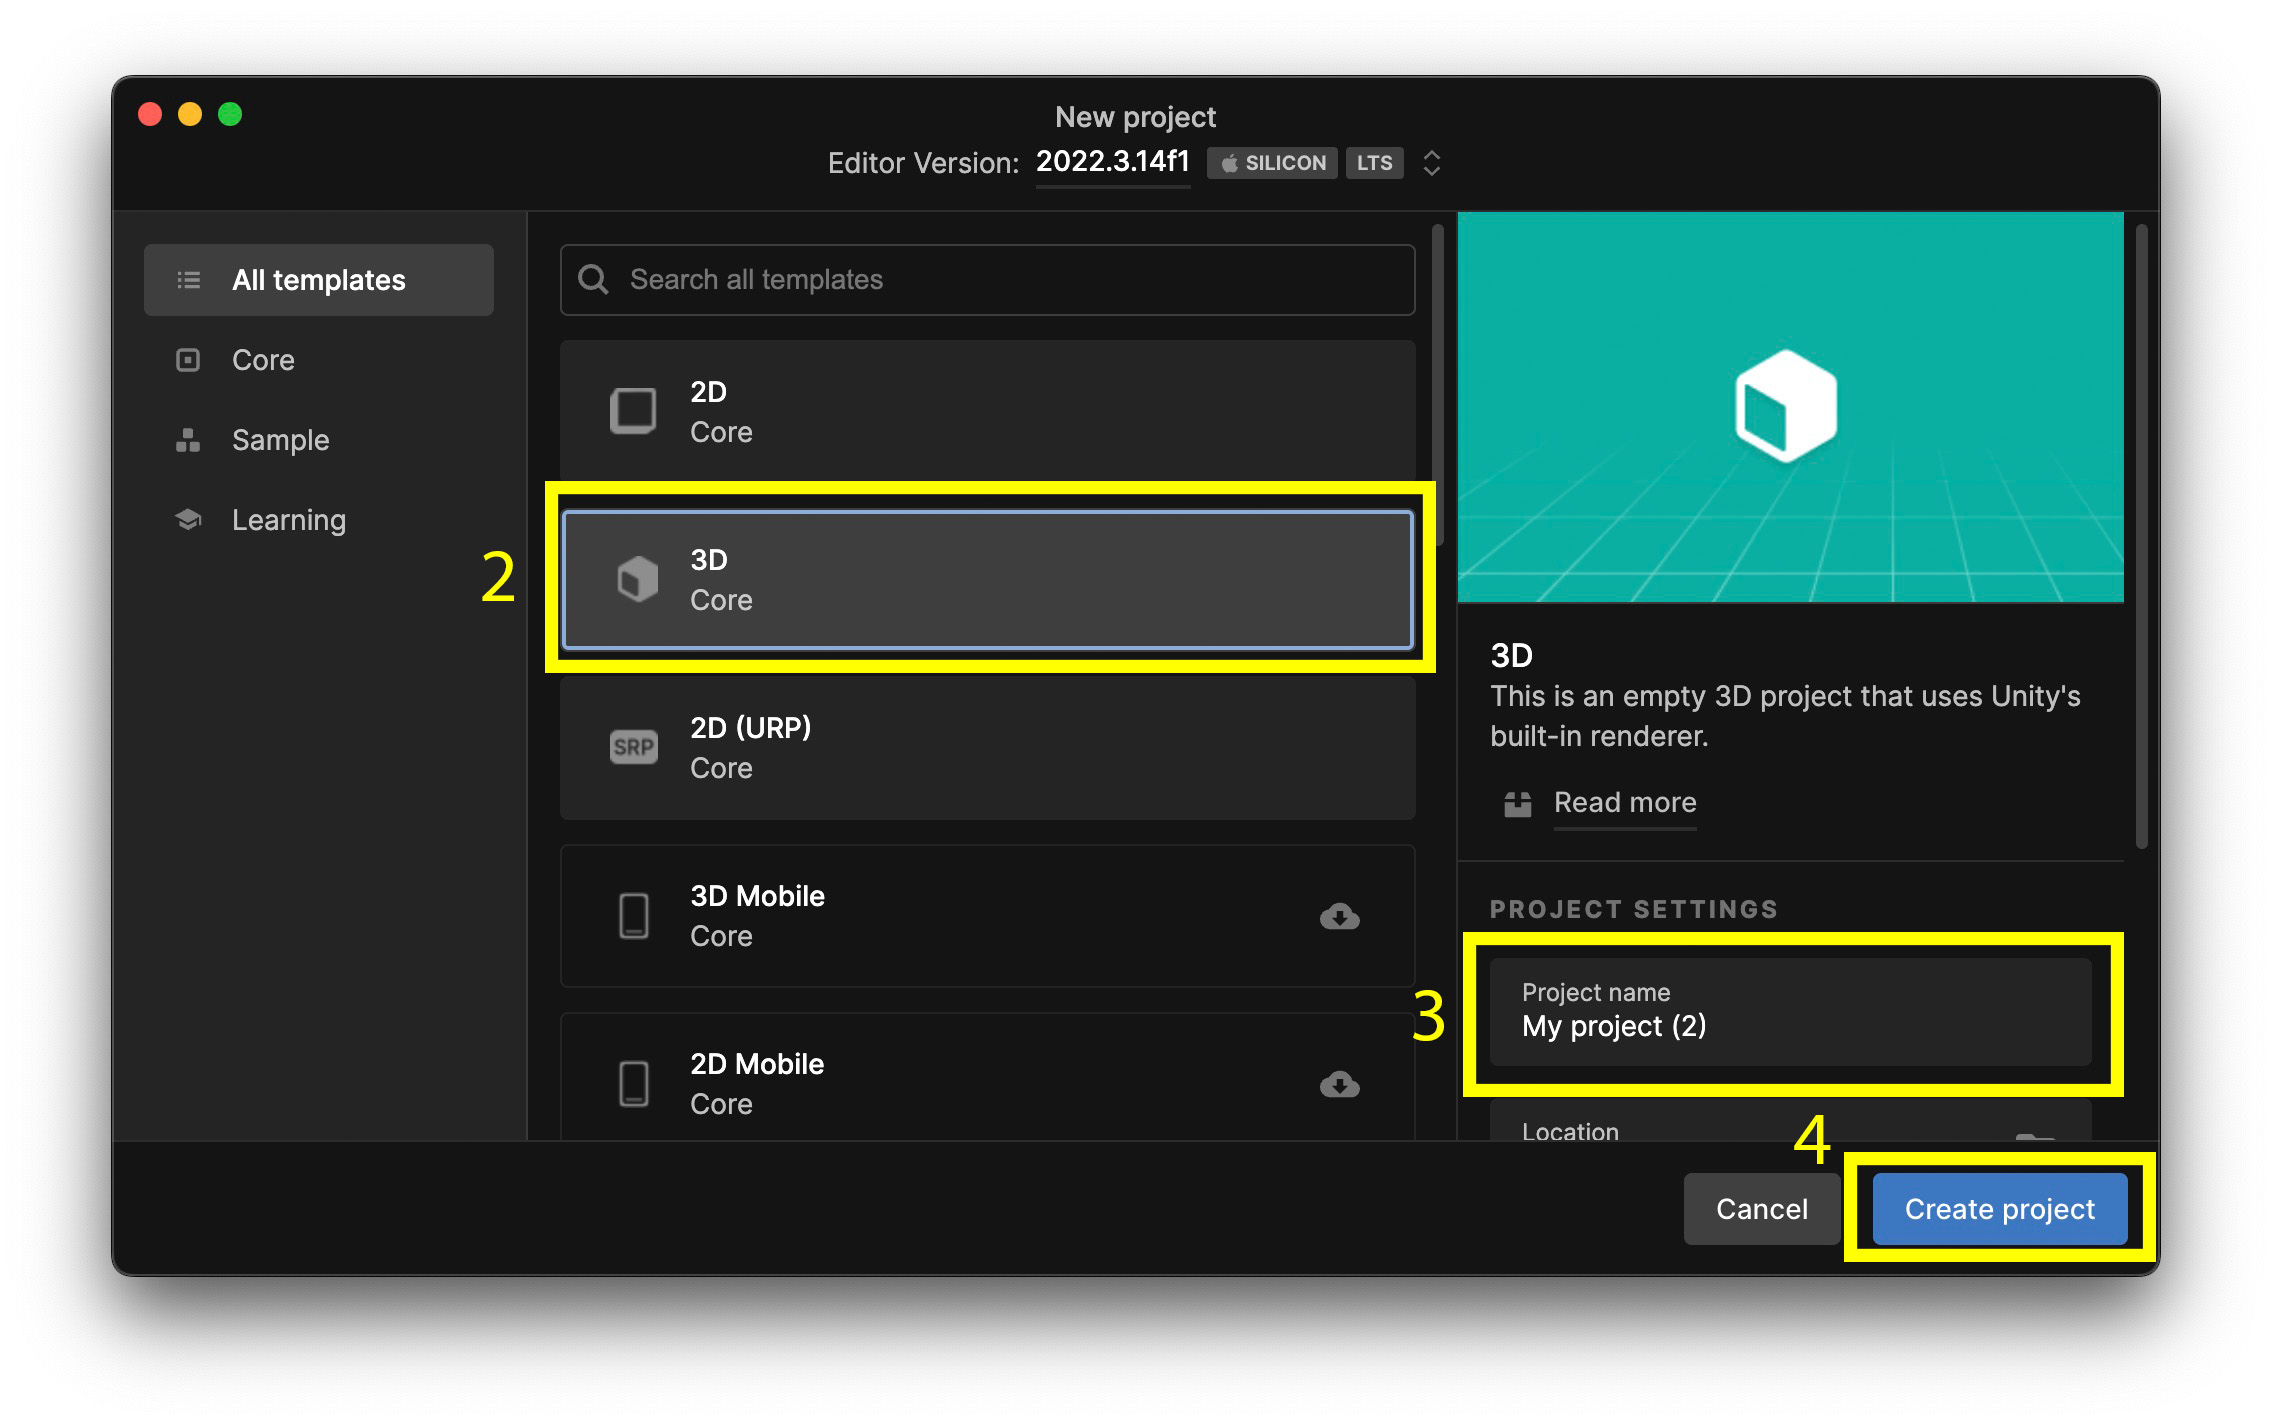 New project
Editor Version: 2022.3.14f1 SILICON LTS
All templates
Core
Sample
Learning
Search all templates
2D
Core
2
3D
Core
SRP
2D (URP)
Core
3D Mobile
Core
2D Mobile
Core
3D
This is an empty 3D project that uses Unity's
built-in renderer.
Read more
PROJECT SETTINGS
3
Project name
My project (2)
Location
4
Cancel
Create project